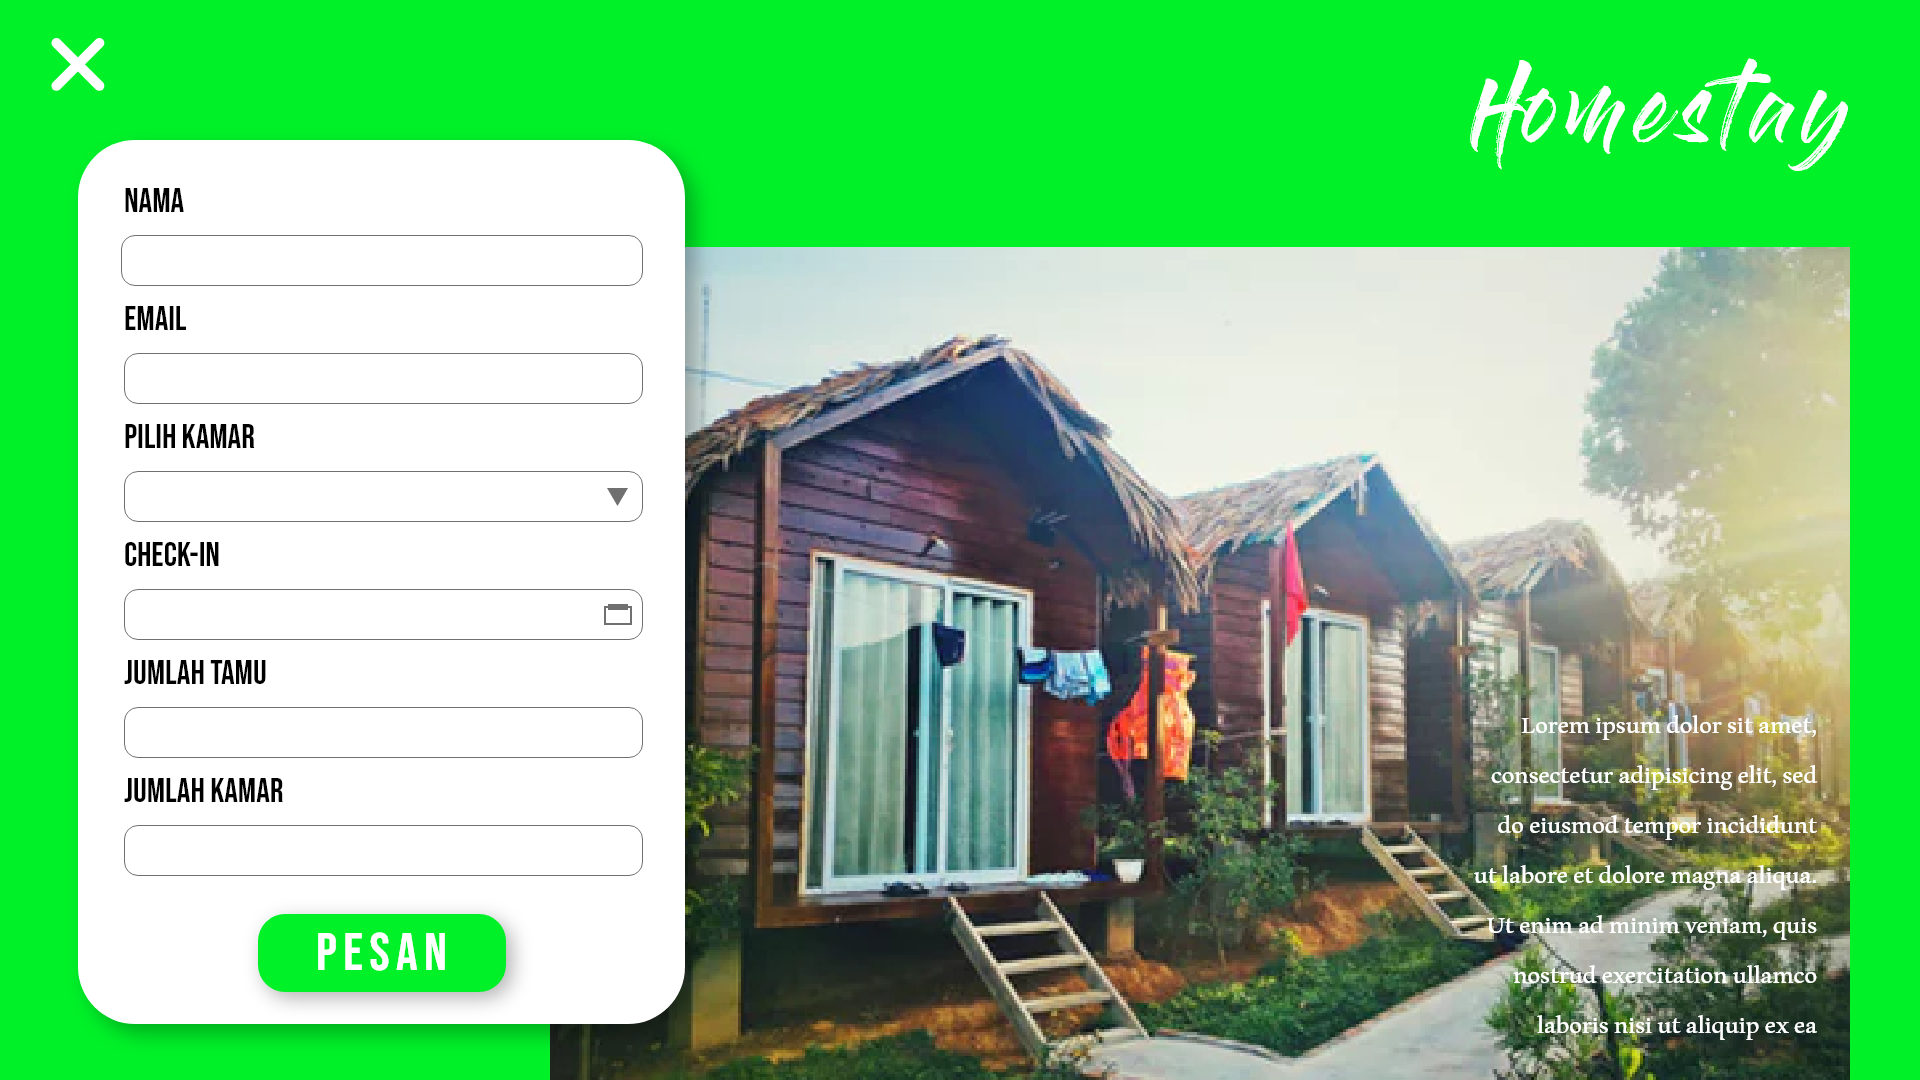 Homestay
NAMA
EMAIL
PILIH KAMAR
CHECK-IN
JUMLAH TAMU
JUMLAH KAMAR
PESAN
Lorem ipsum dolor sit amet,
consectetur adipisicing elit, sed
do eiusmod tempor incididunt
ut labore et dolore magna aliqua.
Ut enim ad minim veniam, quis
nostrud exercitation ullamco
laboris nisi ut aliquip ex ea